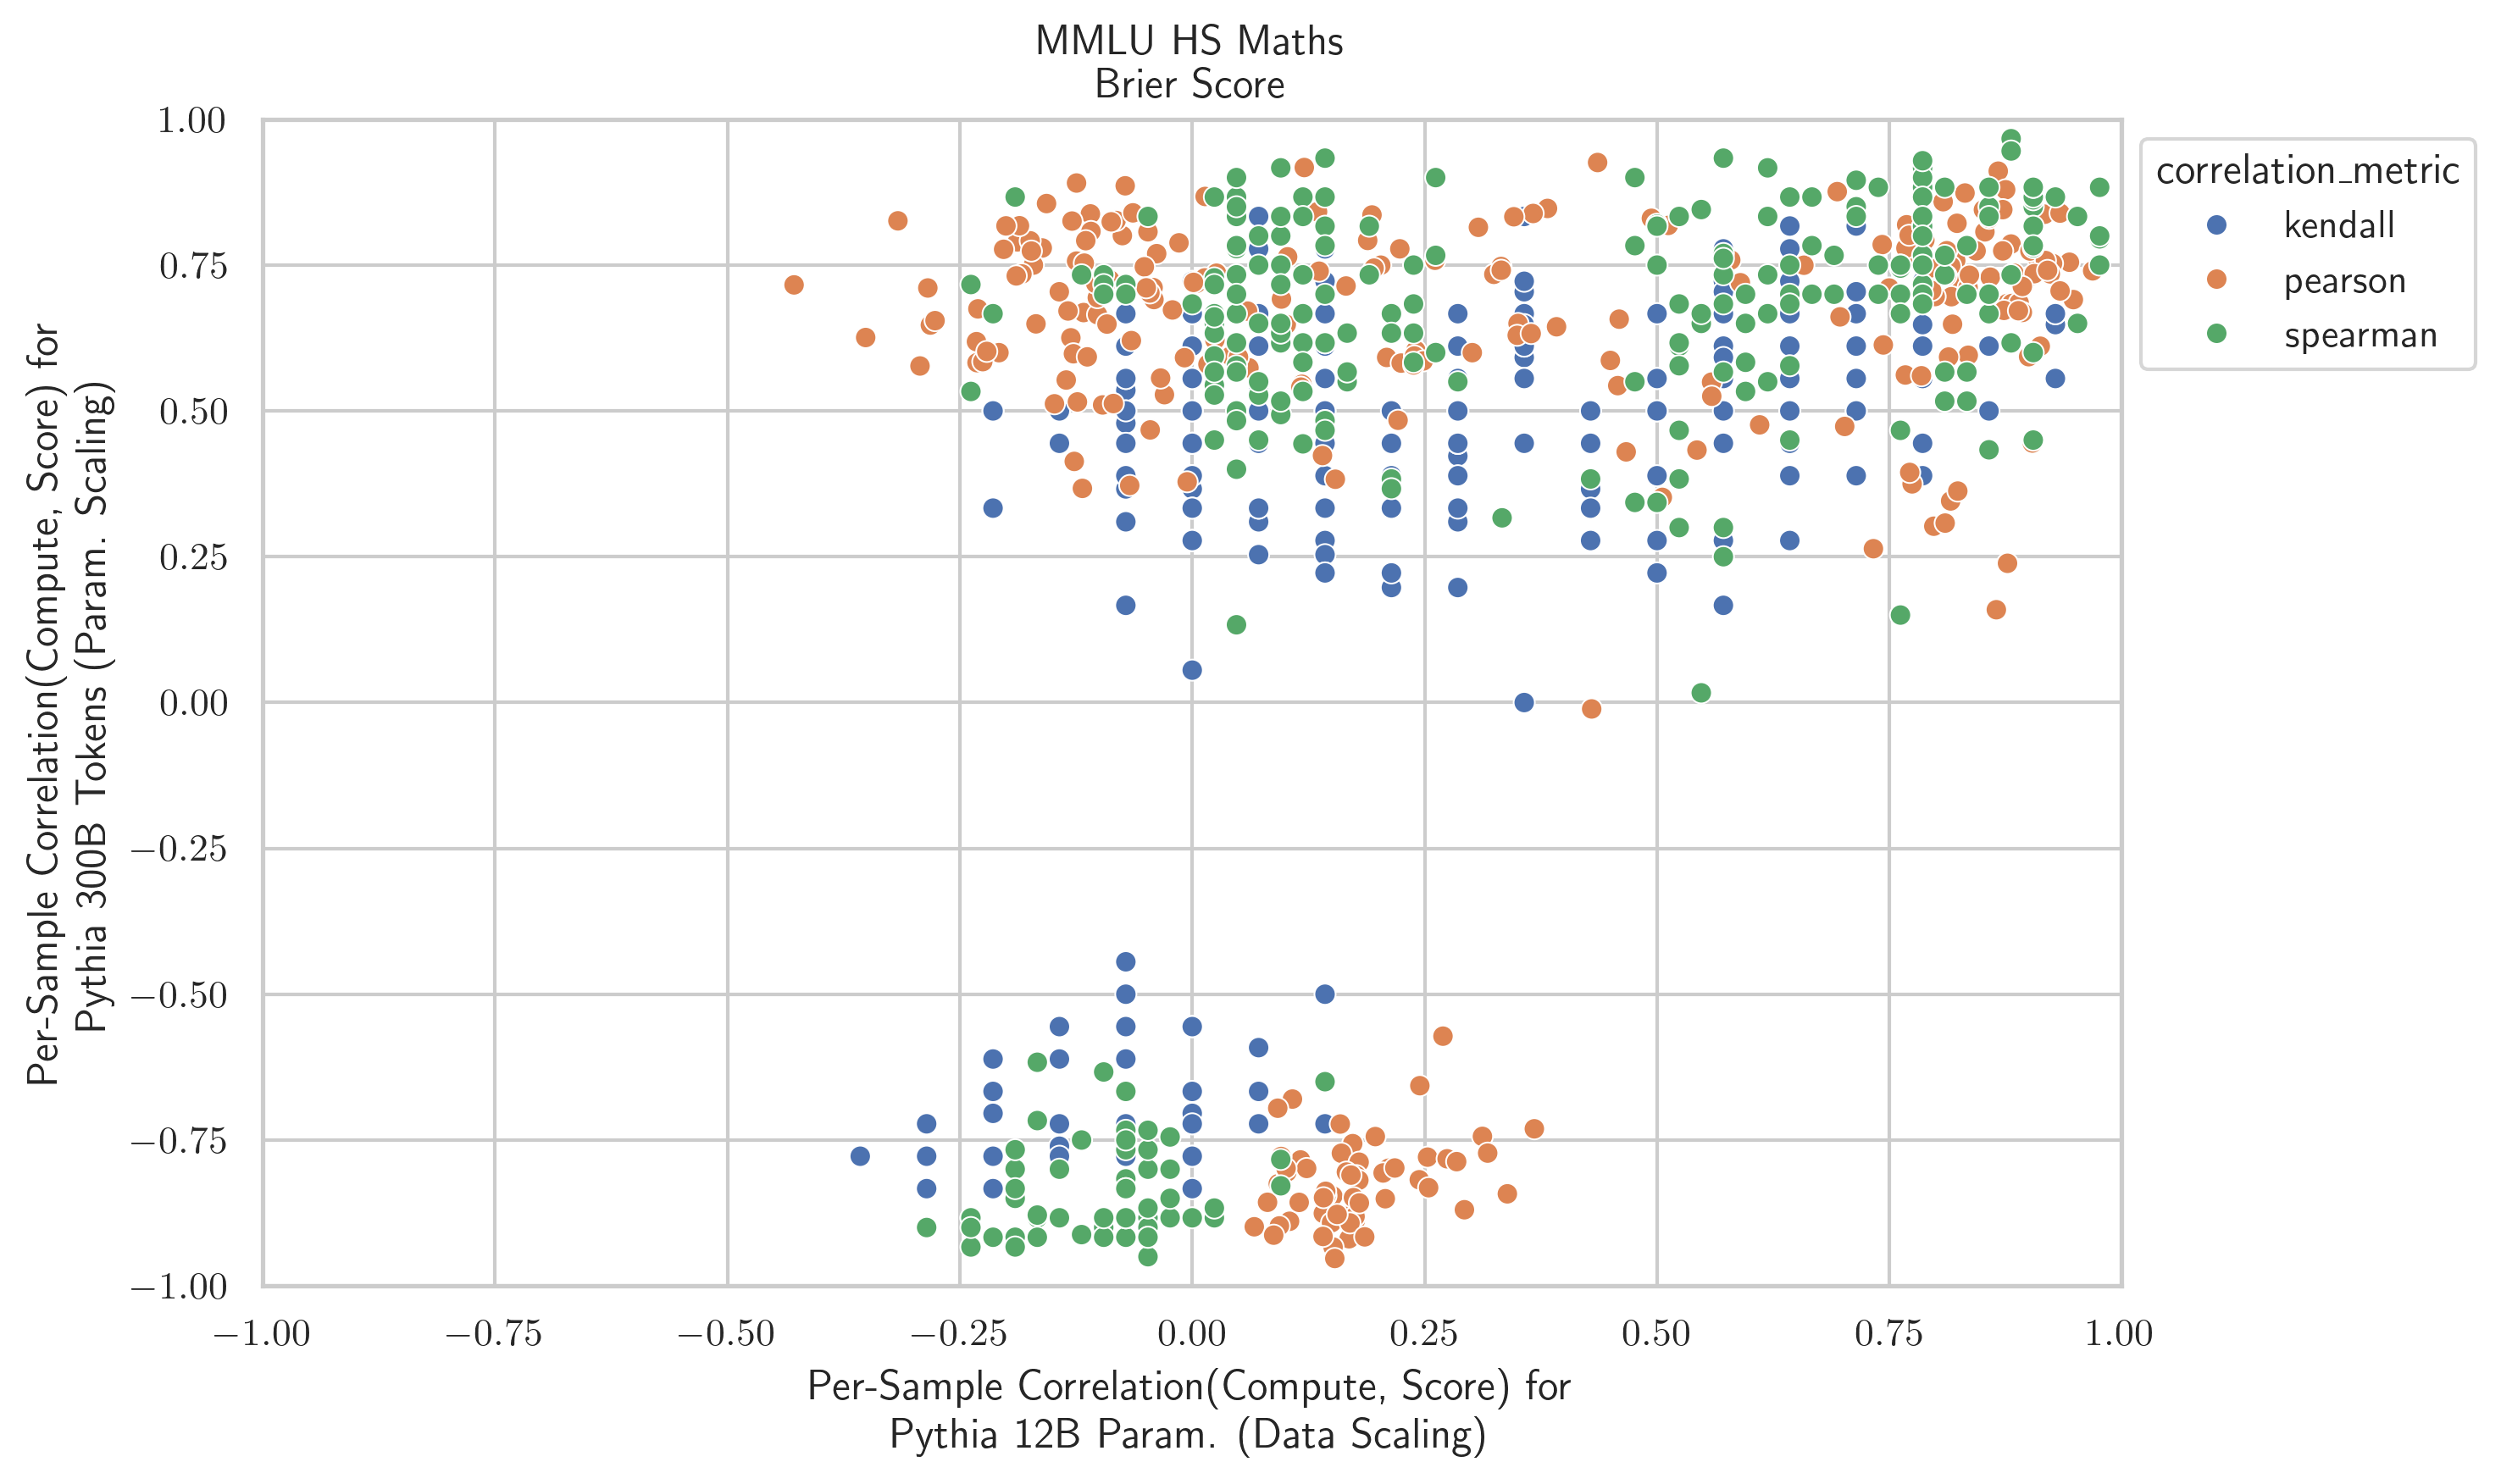 MMLU HS Maths
Brier Score
Per-Sample Correlation(Compute, Score) for
Pythia 300B Tokens (Param. Scaling)
1.00
0.75
0.50
0.25
0.00
−0.25
−0.50
−0.75
−1.00
−1.00 −0.75 −0.50 −0.25 0.00 0.25 0.50 0.75 1.00
Per-Sample Correlation(Compute, Score) for
Pythia 12B Param. (Data Scaling)
correlation_metric
kendall
pearson
spearman